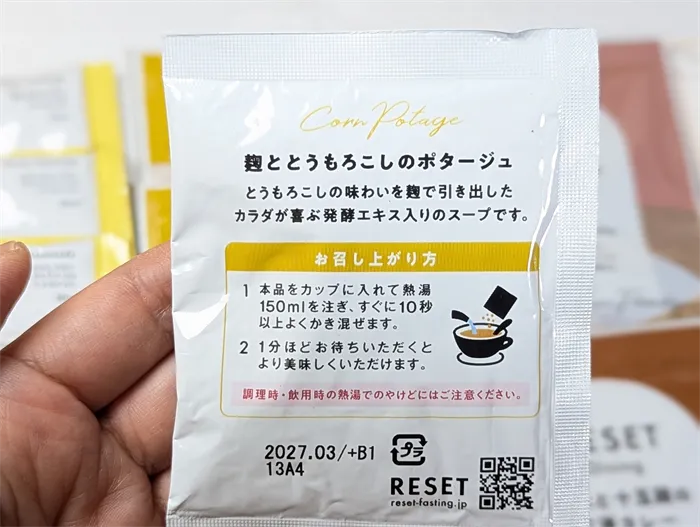 Corn Potage
麹ととうもろこしのポタージュ
とうもろこしの味わいを麹で引き出した
カラダが喜ぶ発酵エキス入りのスープです。
お召し上がり方
1 本品をカップに入れて熱湯
150mlを注ぎ、すぐに10秒
以上よくかき混ぜます。
2 1分ほどお待ちいただくと
より美味しくいただけます。
調理時・飲用時の熱湯でのやけどにはご注意ください。
2027.03/+B1
13A4
プラ
RESET
reset-fasting.jp
RESET